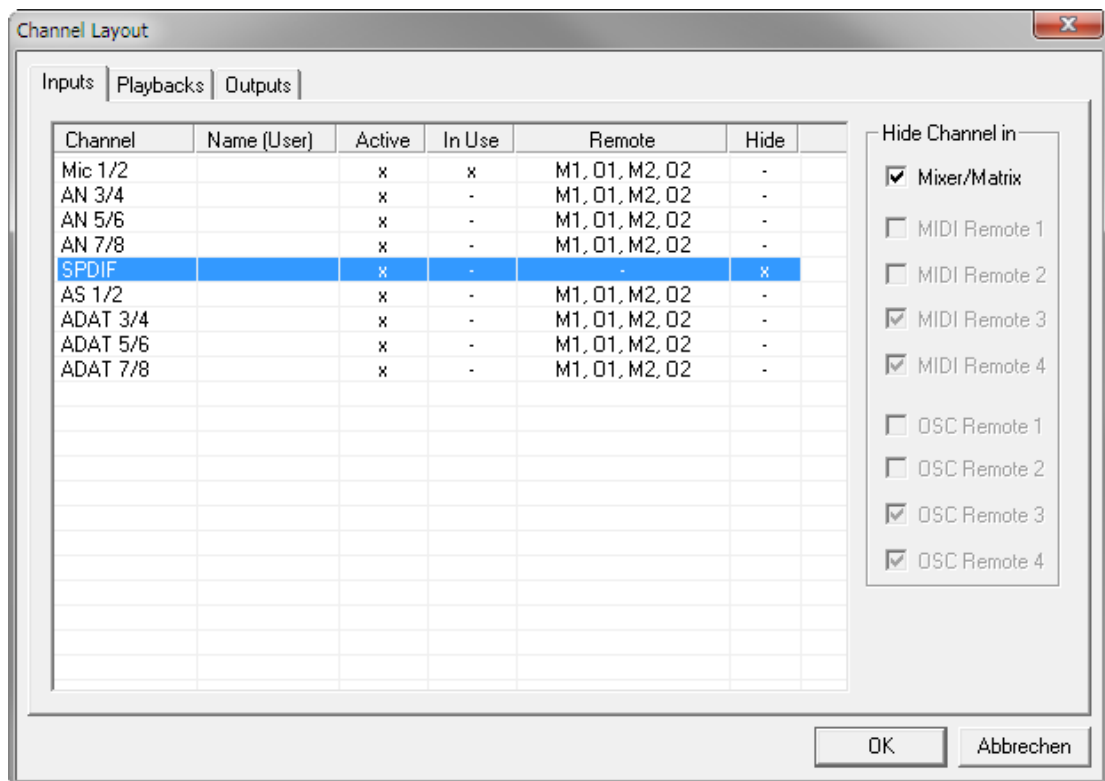 Channel Layout
Inputs Playbacks Outputs
Channel Name (User) Active In Use Remote Hide
Mic 1/2 x x M1, O1, M2, O2 -
AN 3/4 x - M1, O1, M2, O2 -
AN 5/6 x - M1, O1, M2, O2 -
AN 7/8 x - M1, O1, M2, O2 -
SPDIF x - - x
AS 1/2 x - M1, O1, M2, O2 -
ADAT 3/4 x - M1, O1, M2, O2 -
ADAT 5/6 x - M1, O1, M2, O2 -
ADAT 7/8 x - M1, O1, M2, O2 -
Hide Channel in
Mixer/Matrix
MIDI Remote 1
MIDI Remote 2
MIDI Remote 3
MIDI Remote 4
OSC Remote 1
OSC Remote 2
OSC Remote 3
OSC Remote 4
OK Abbrechen